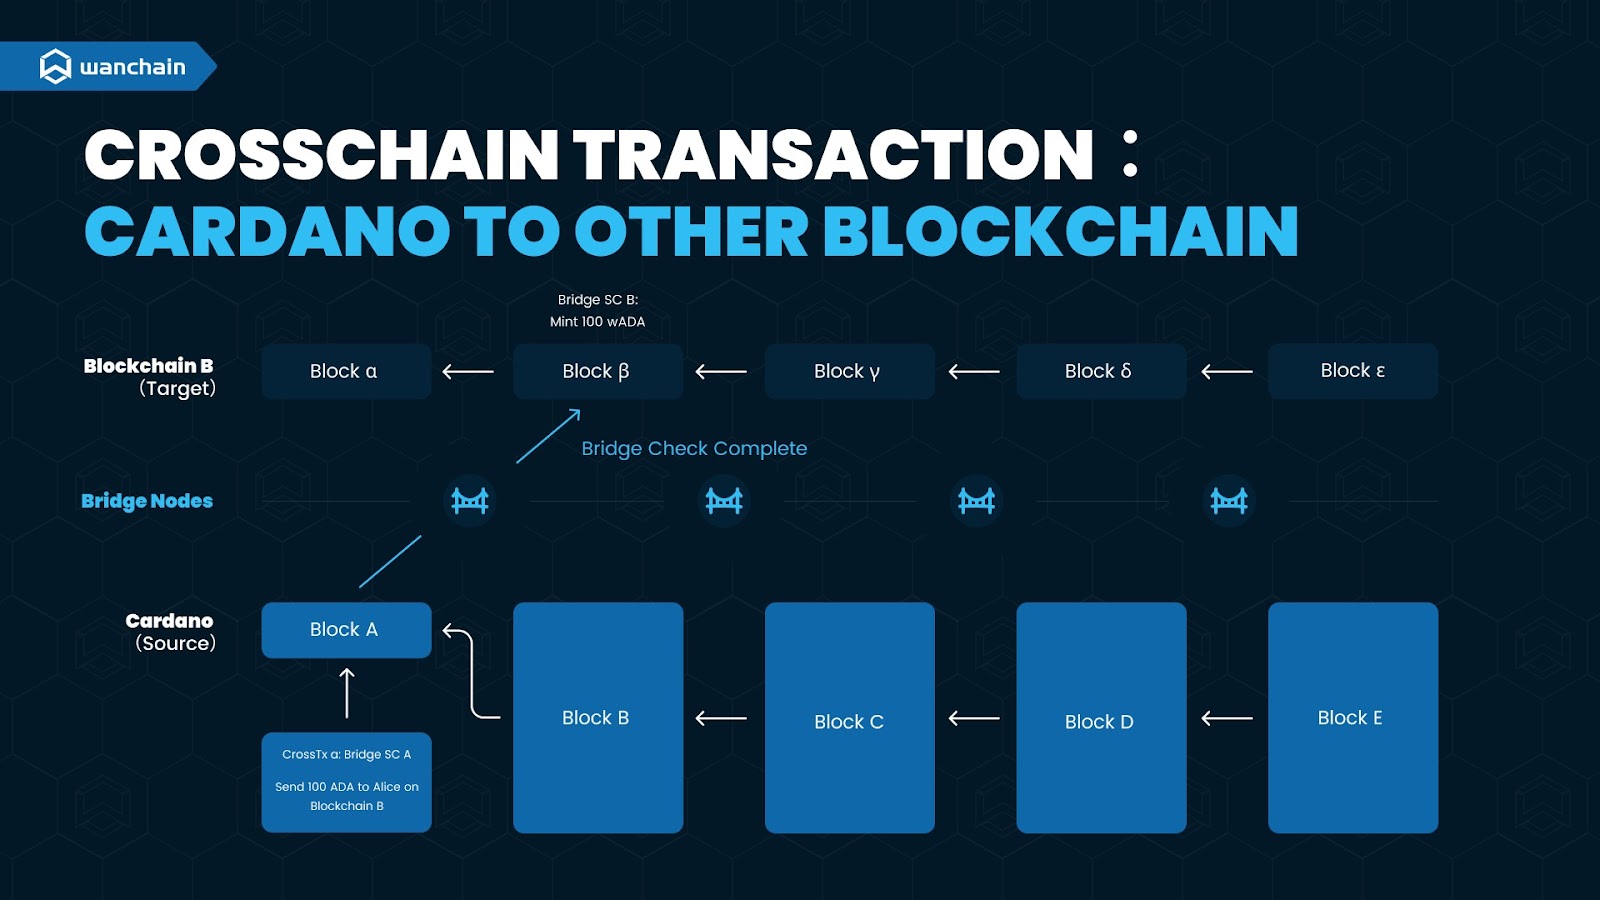 wanchain
CROSSCHAIN TRANSACTION：
CARDANO TO OTHER BLOCKCHAIN
Bridge SC B:
Mint 100 wADA
Blockchain B
(Target)
Block α
Block β
Block γ
Block δ
Block ε
Bridge Check Complete
Bridge Nodes
Cardano
(Source)
Block A
Block B
Block C
Block D
Block E
CrossTx α: Bridge SC A
Send 100 ADA to Alice on
Blockchain B